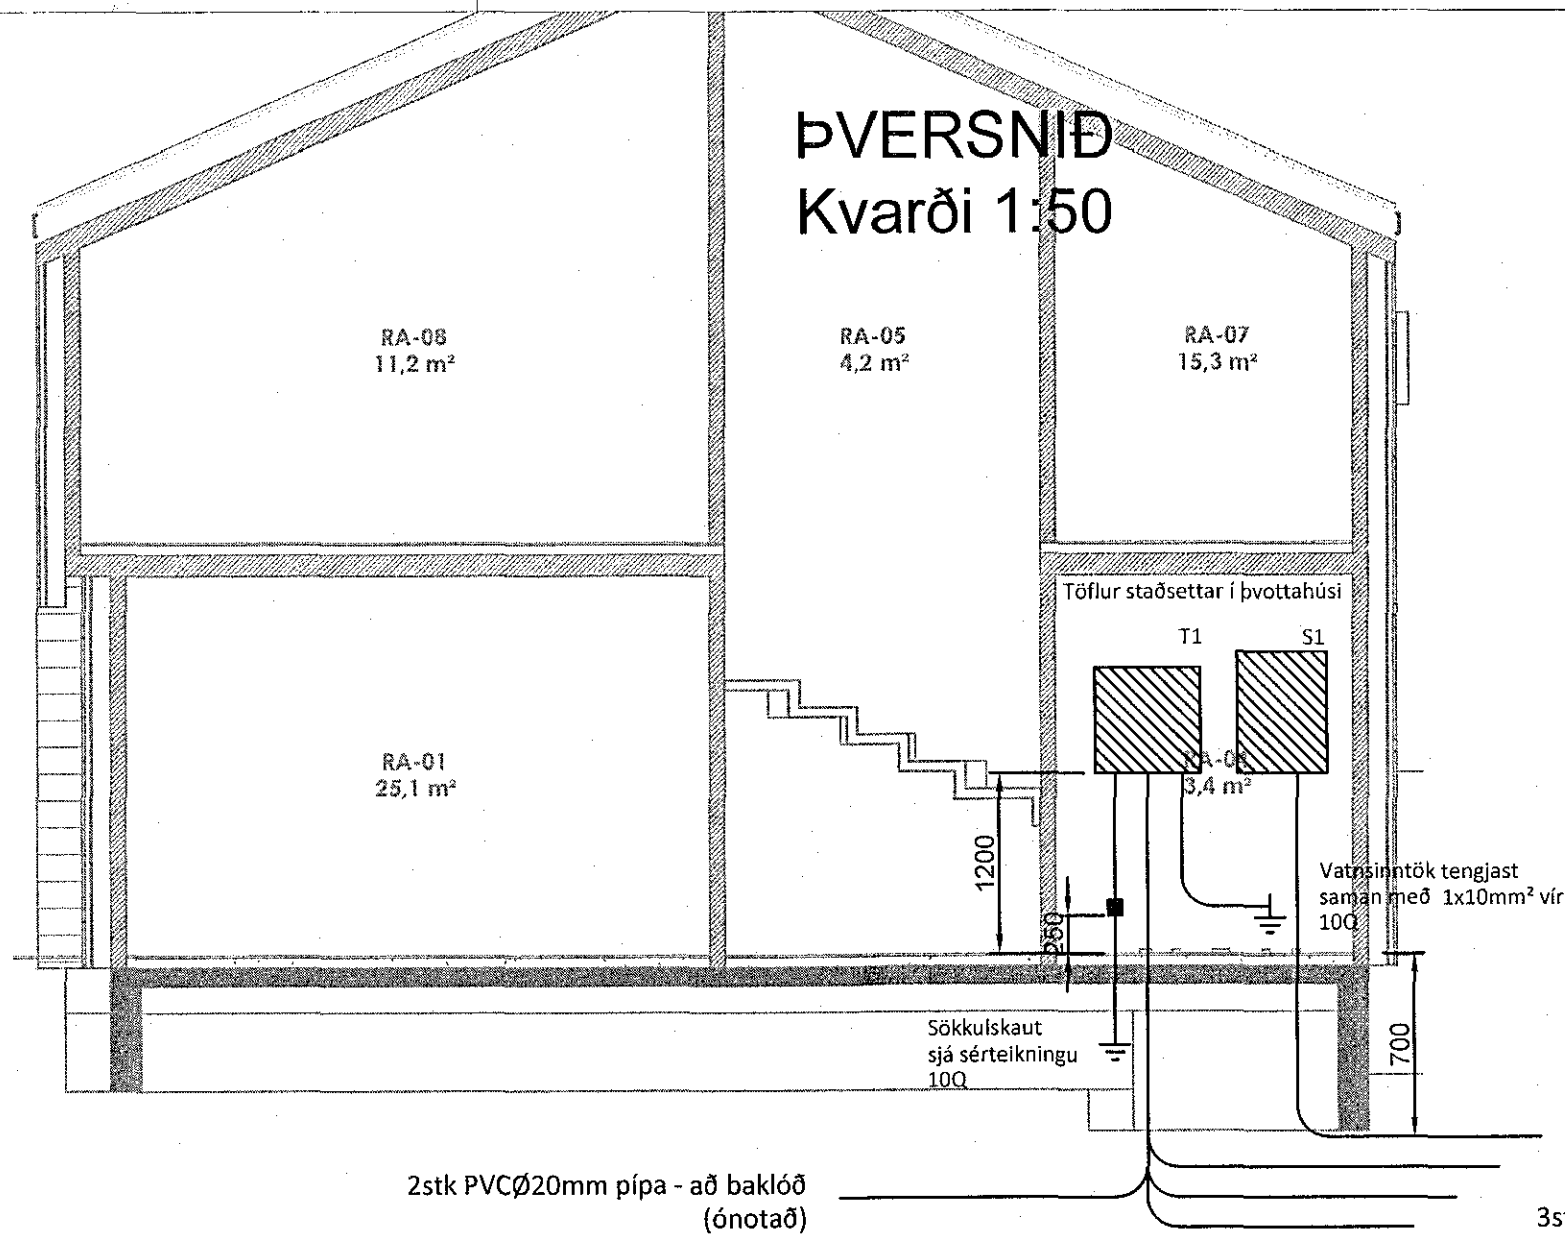 ÞVERSNIÐ
Kvarði 1:50
RA-08
11,2 m²
RA-05
4,2 m²
RA-07
15,3 m²
Töflur staðsettar í þvottahúsi
T1
S1
RA-01
25,1 m²
3,4 m²
1200
250
Vatnsinntök tengjast
saman með 1x10mm² vír
10Q
Sökkulskaut
sjá sérteikningu
10Q
700
2stk PVCØ20mm pípa - að baklóð
(ónotað)